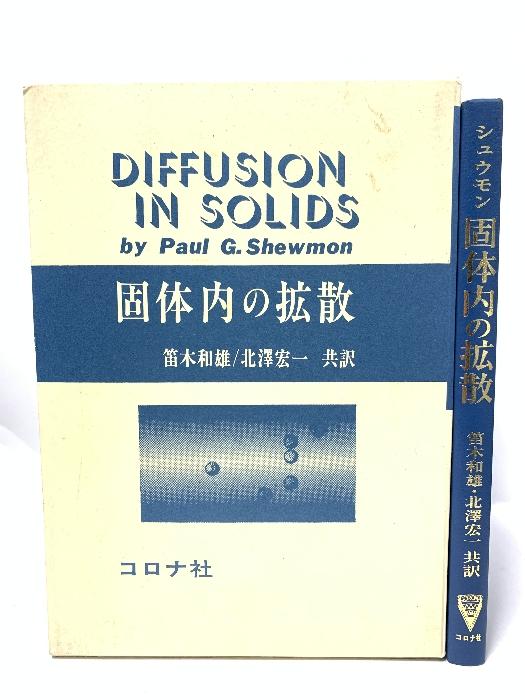 DIFFUSION
IN SOLIDS
by Paul G. Shewmon
固体内の拡散
笛木和雄/北澤宏一 共訳
コロナ社
シュウモン 固体内の拡散 笛木和雄・北澤宏一共訳
コロナ社